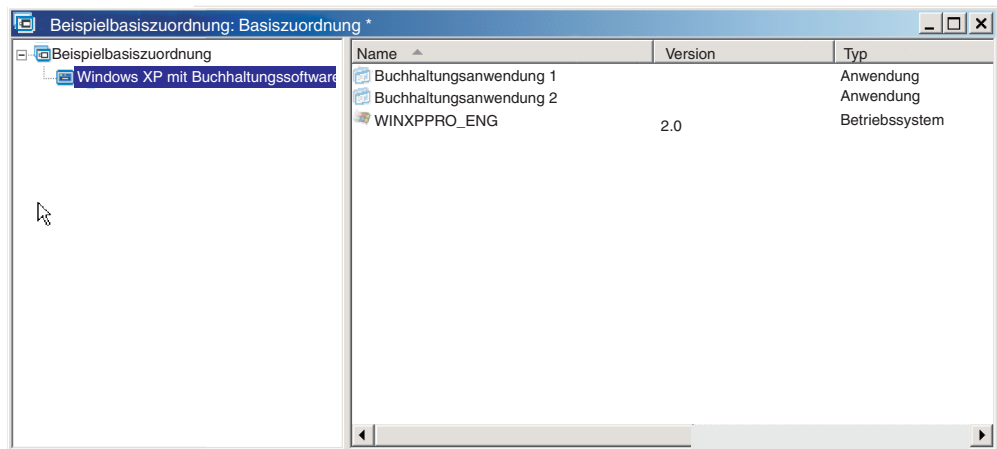 Beispielbasiszuordnung: Basiszuordnung *
Beispielbasiszuordnung
Windows XP mit Buchhaltungssoftware
Name Version Typ
Buchhaltungsanwendung 1 Anwendung
Buchhaltungsanwendung 2 Anwendung
WINXPPRO_ENG 2.0 Betriebssystem